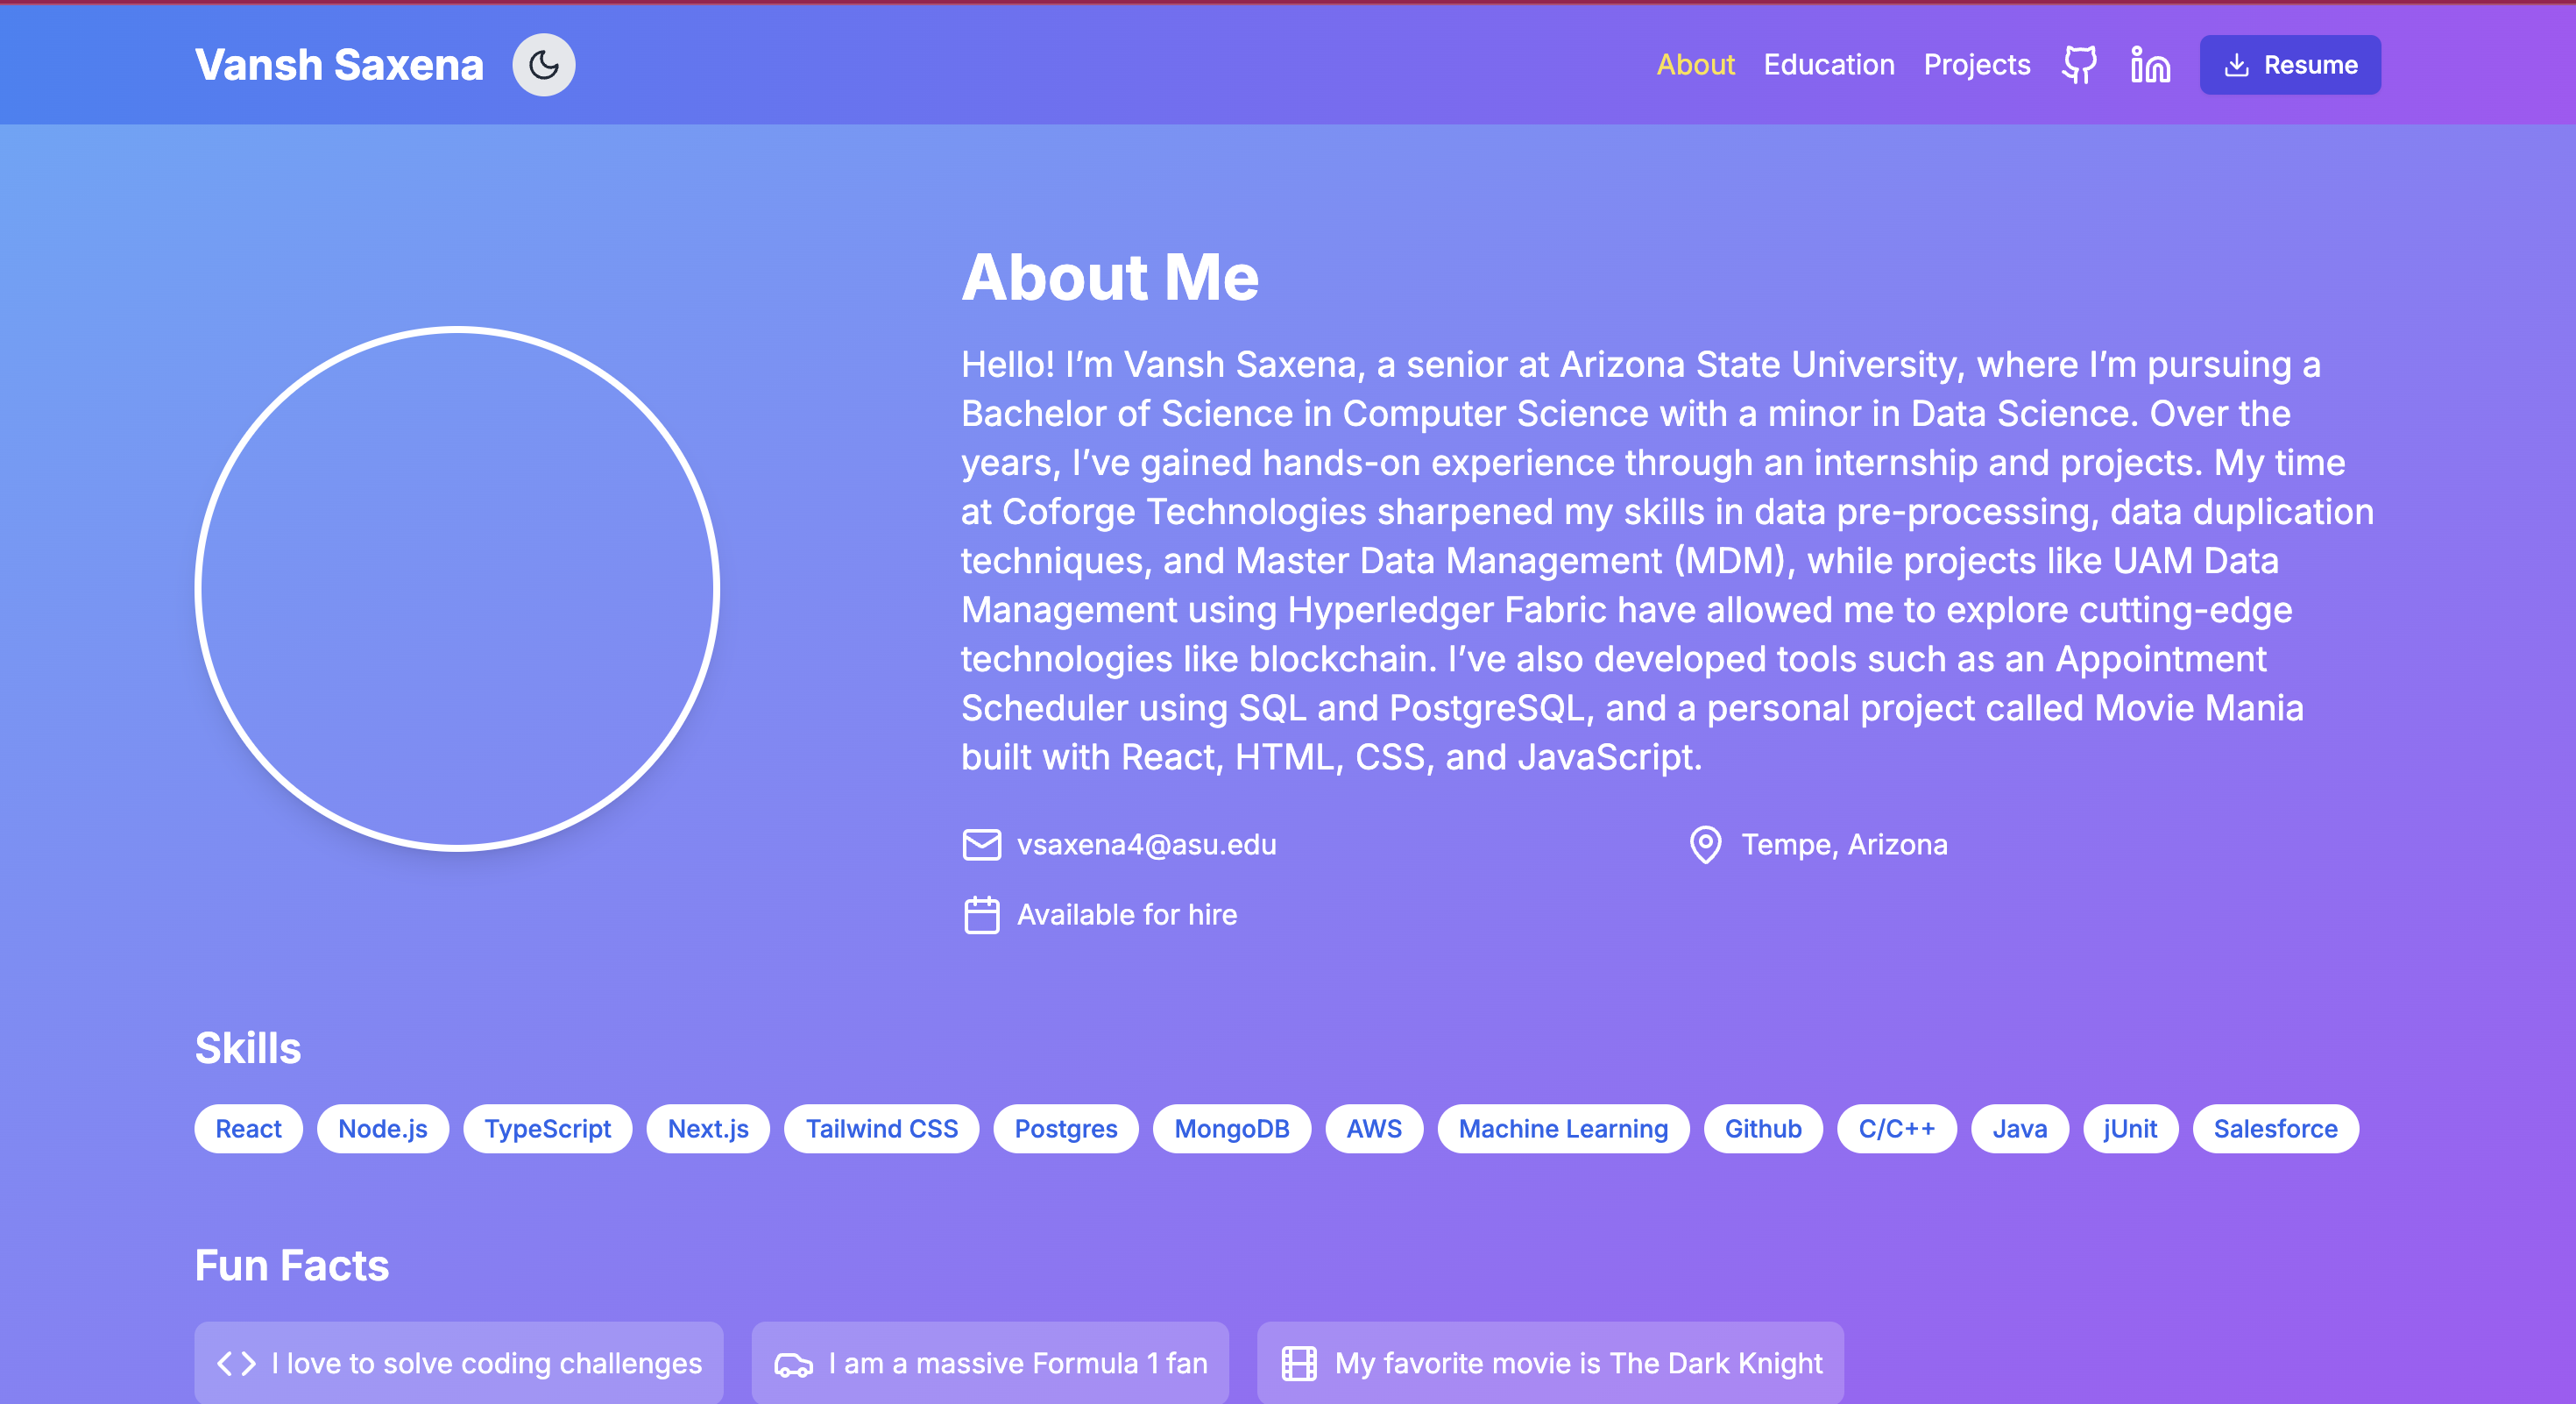 Vansh Saxena
About Education Projects Resume
About Me
Hello! I’m Vansh Saxena, a senior at Arizona State University, where I’m pursuing a
Bachelor of Science in Computer Science with a minor in Data Science. Over the
years, I’ve gained hands-on experience through an internship and projects. My time
at Coforge Technologies sharpened my skills in data pre-processing, data duplication
techniques, and Master Data Management (MDM), while projects like UAM Data
Management using Hyperledger Fabric have allowed me to explore cutting-edge
technologies like blockchain. I’ve also developed tools such as an Appointment
Scheduler using SQL and PostgreSQL, and a personal project called Movie Mania
built with React, HTML, CSS, and JavaScript.
vsaxena4@asu.edu
Tempe, Arizona
Available for hire
Skills
React Node.js TypeScript Next.js Tailwind CSS Postgres MongoDB AWS Machine Learning Github C/C++ Java jUnit Salesforce
Fun Facts
I love to solve coding challenges
I am a massive Formula 1 fan
My favorite movie is The Dark Knight